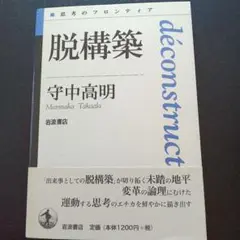 思考のフロンティア
脱構築
守中高明
Morinaka Takaaki
岩波書店
déconstruct
「出来事としての脱構築」が切り拓く未踏の地平
変革の論理にむけた
運動する思考のエチカを鮮やかに描き出す
岩波書店 定価(本体1200円+税)